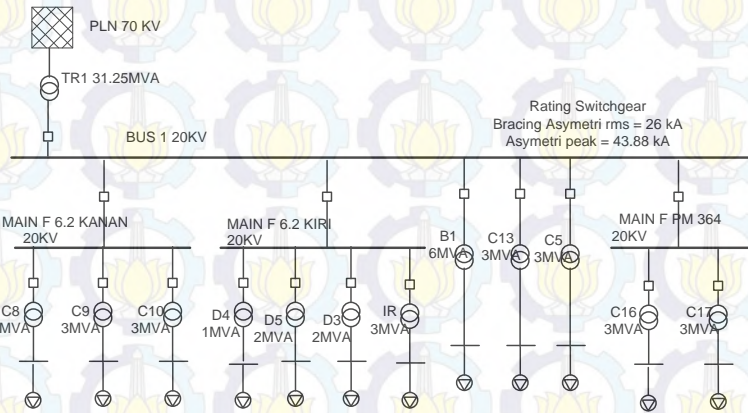 PLN 70 KV
TR1 31.25MVA
Rating Switchgear
Bracing Asymetri rms = 26 kA
Asymetri peak = 43.88 kA
BUS 1 20KV
MAIN F 6.2 KANAN
20KV
MAIN F 6.2 KIRI
20KV
B1
6MVA
C13
3MVA
C5
3MVA
MAIN F PM 364
20KV
C8
MVA
C9
3MVA
C10
3MVA
D4
1MVA
D5
2MVA
D3
2MVA
IR
3MVA
C16
3MVA
C17
3MVA